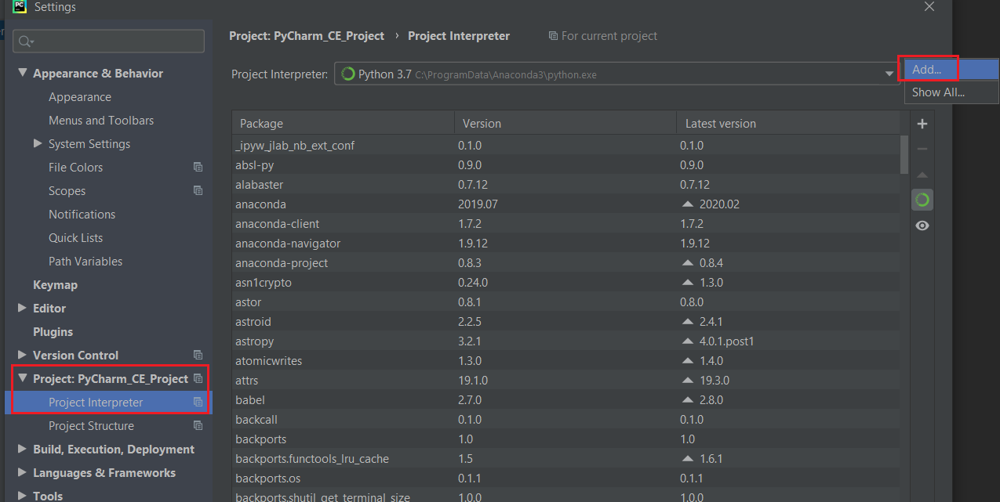 PC
Settings
Project: PyCharm_CE_Project › Project Interpreter For current project
Project Interpreter: Python 3.7 C:\ProgramData\Anaconda3\python.exe
Add...
Show All...
Appearance & Behavior
Appearance
Menus and Toolbars
System Settings
File Colors
Scopes
Notifications
Quick Lists
Path Variables
Keymap
Editor
Plugins
Version Control
Project: PyCharm_CE_Project
Project Interpreter
Project Structure
Build, Execution, Deployment
Languages & Frameworks
Tools
Package Version Latest version
_ipyw_jlab_nb_ext_conf 0.1.0 0.1.0
absl-py 0.9.0 0.9.0
alabaster 0.7.12 0.7.12
anaconda 2019.07 2020.02
anaconda-client 1.7.2 1.7.2
anaconda-navigator 1.9.12 1.9.12
anaconda-project 0.8.3 0.8.4
asn1crypto 0.24.0 1.3.0
astor 0.8.1 0.8.0
astroid 2.2.5 2.4.1
astropy 3.2.1 4.0.1.post1
atomicwrites 1.3.0 1.4.0
attrs 19.1.0 19.3.0
babel 2.7.0 2.8.0
backcall 0.1.0 0.1.0
backports 1.0 1.0
backports.functools_lru_cache 1.5 1.6.1
backports.os 0.1.1 0.1.1
backports.shutil_get_terminal_size 1.0.0 1.0.0